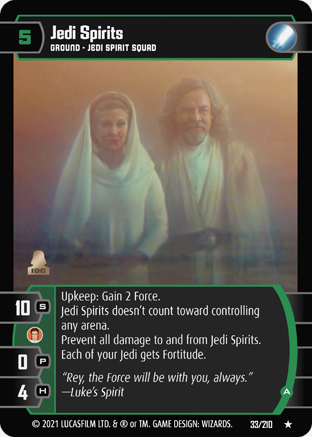 5
Jedi Spirits
GROUND - JEDI SPIRIT SQUAD
IDC
10 S
0 P
4 H
Upkeep: Gain 2 Force.
Jedi Spirits doesn't count toward controlling
any arena.
Prevent all damage to and from Jedi Spirits.
Each of your Jedi gets Fortitude.
"Rey, the Force will be with you, always."
—Luke's Spirit
A
© 2021 LUCASFILM LTD. & ® or TM. GAME DESIGN: WIZARDS.
33/210 ★